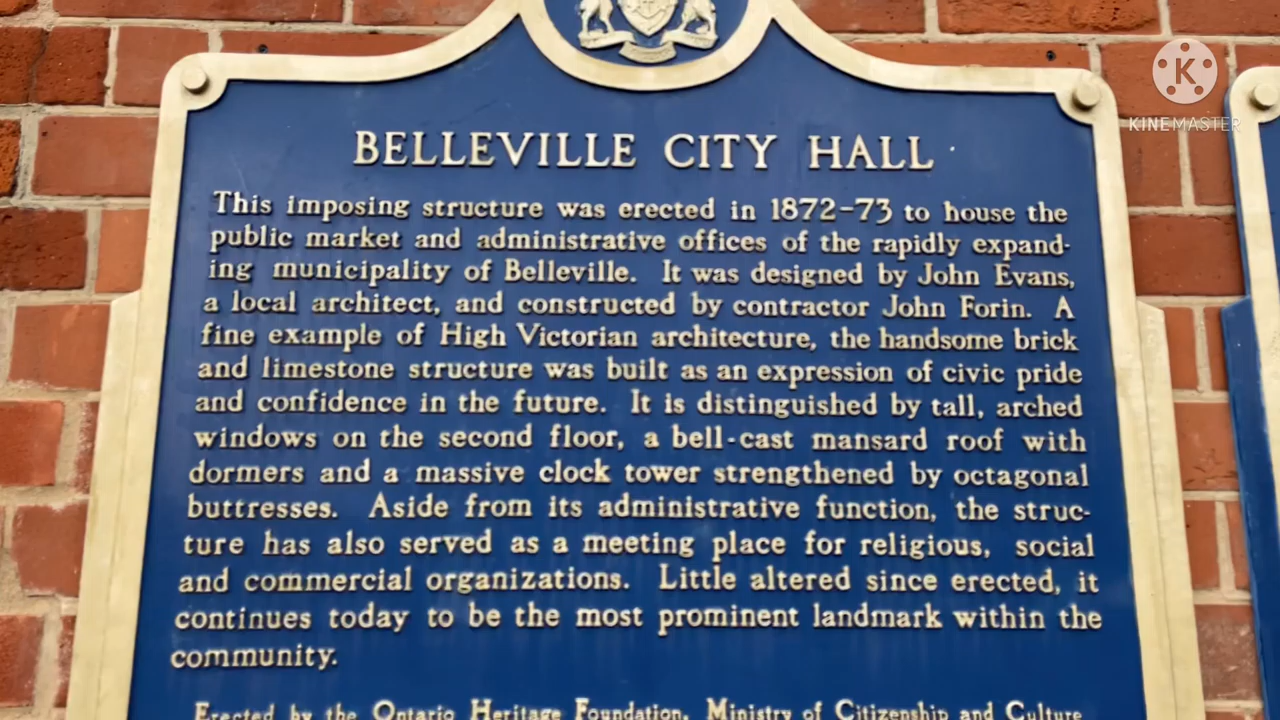 K
KINEMASTER
BELLEVILLE CITY HALL
This imposing structure was erected in 1872-73 to house the
public market and administrative offices of the rapidly expand-
ing municipality of Belleville. It was designed by John Evans,
a local architect, and constructed by contractor John Forin. A
fine example of High Victorian architecture, the handsome brick
and limestone structure was built as an expression of civic pride
and confidence in the future. It is distinguished by tall, arched
windows on the second floor, a bell-cast mansard roof with
dormers and a massive clock tower strengthened by octagonal
buttresses. Aside from its administrative function, the struc-
ture has also served as a meeting place for religious, social
and commercial organizations. Little altered since erected, it
continues today to be the most prominent landmark within the
community.
Erected by the Ontario Heritage Foundation, Ministry of Citizenship and Culture